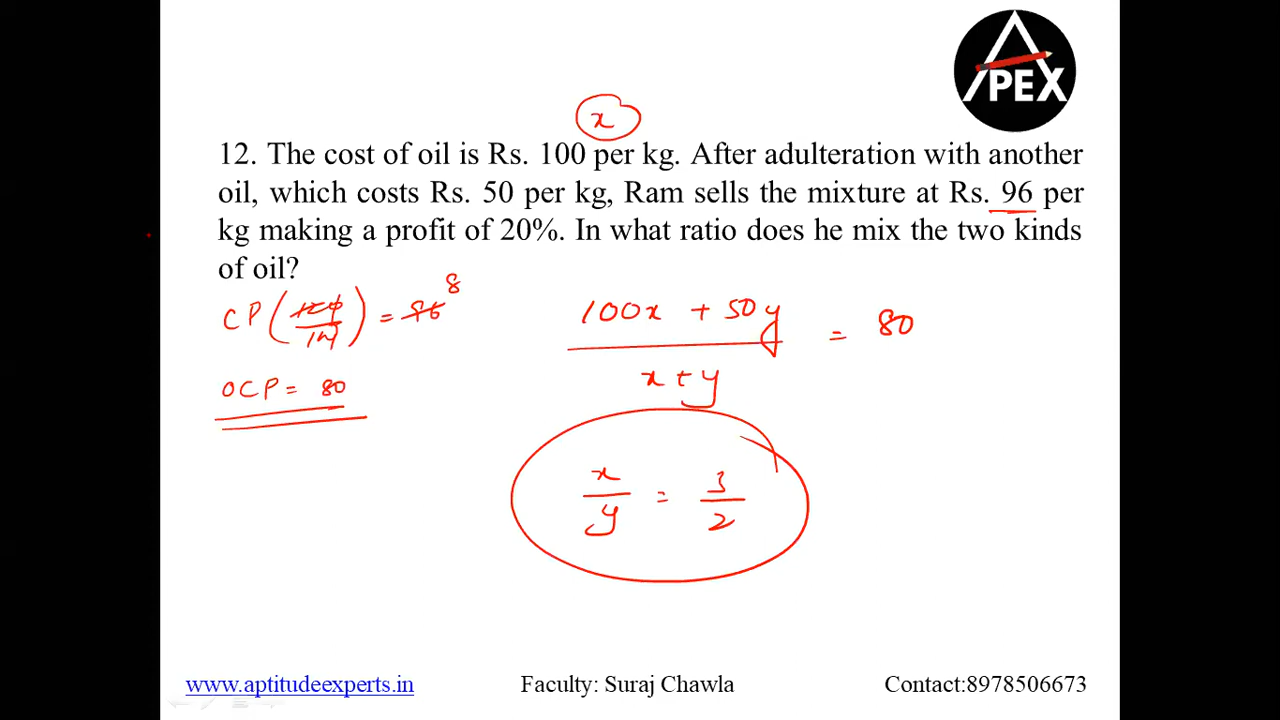 PEX
x
12. The cost of oil is Rs. 100 per kg. After adulteration with another
oil, which costs Rs. 50 per kg, Ram sells the mixture at Rs. 96 per
kg making a profit of 20%. In what ratio does he mix the two kinds
of oil?
CP (120/100) = 96 8
100x + 50y / x + y = 80
OCP = 80
x/y = 3/2
www.aptitudeexperts.in Faculty: Suraj Chawla Contact:8978506673